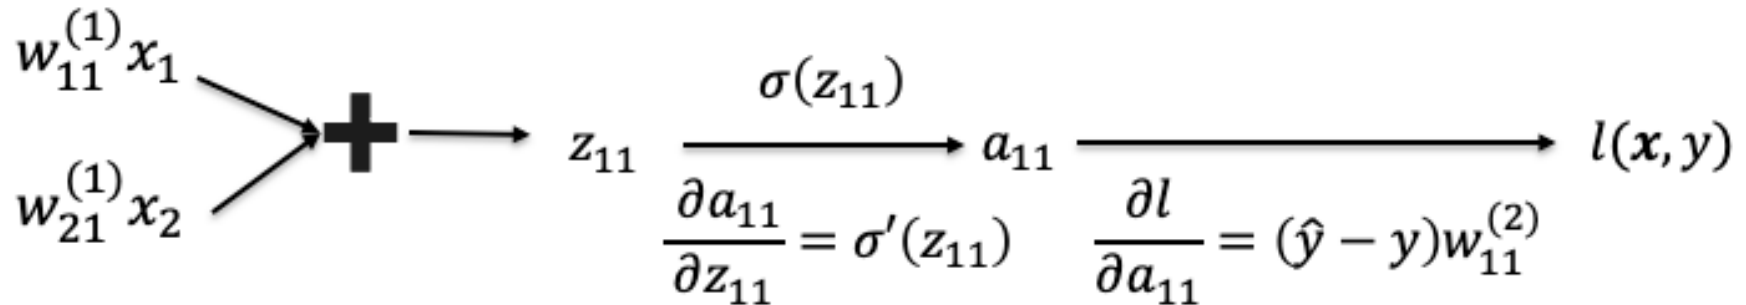 w_{11}^{(1)}x_1
w_{21}^{(1)}x_2
+
z_{11}
σ(z_{11})
∂a_{11}/∂z_{11} = σ′(z_{11})
a_{11}
∂l/∂a_{11} = (ŷ − y)w_{11}^{(2)}
l(x, y)